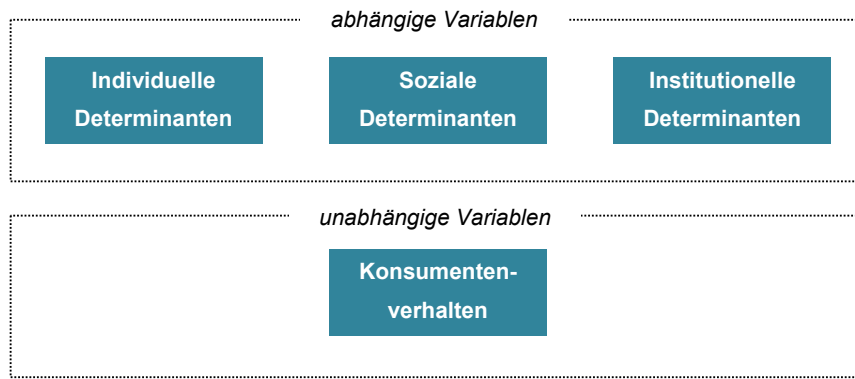 abhängige Variablen
Individuelle
Determinanten
Soziale
Determinanten
Institutionelle
Determinanten
unabhängige Variablen
Konsumenten-
verhalten